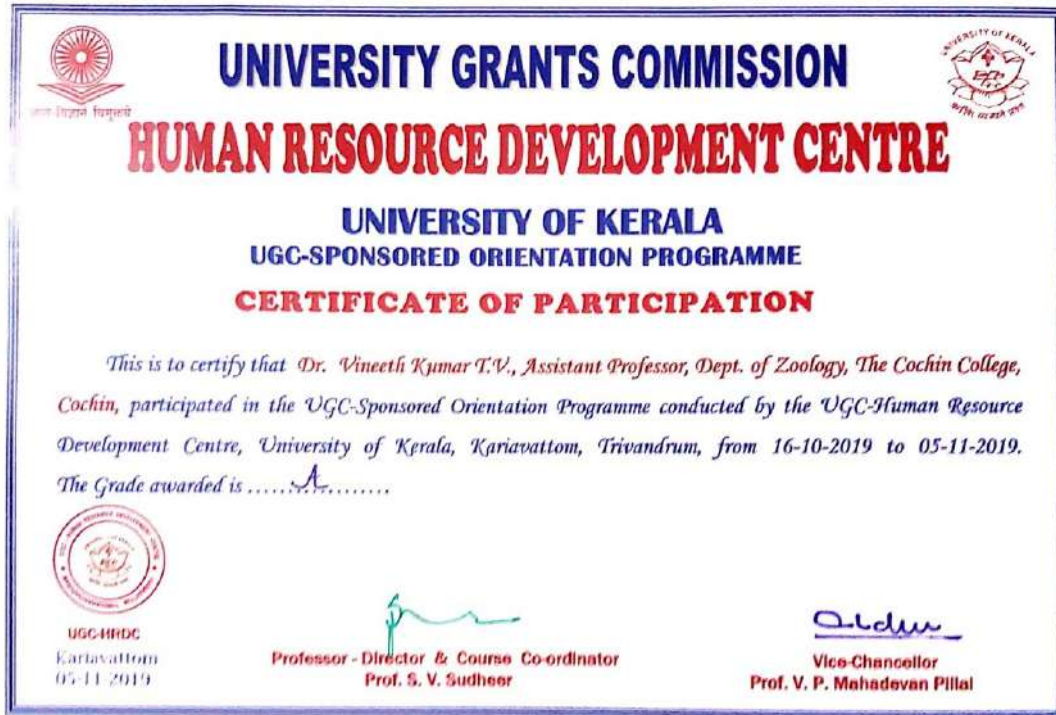 UNIVERSITY GRANTS COMMISSION
UNIVERSITY OF KERALA
HUMAN RESOURCE DEVELOPMENT CENTRE
UNIVERSITY OF KERALA
UGC-SPONSORED ORIENTATION PROGRAMME
CERTIFICATE OF PARTICIPATION
This is to certify that Dr. Vineeth Kumar T.V., Assistant Professor, Dept. of Zoology, The Cochin College,
Cochin, participated in the UGC-Sponsored Orientation Programme conducted by the UGC-Human Resource
Development Centre, University of Kerala, Kariavattom, Trivandrum, from 16-10-2019 to 05-11-2019.
The Grade awarded is ......A..................
UGC-HRDC
Kariavattom
05-11-2019
Professor - Director & Course Co-ordinator
Prof. S. V. Sudheer
Vice-Chancellor
Prof. V. P. Mahadevan Pillai